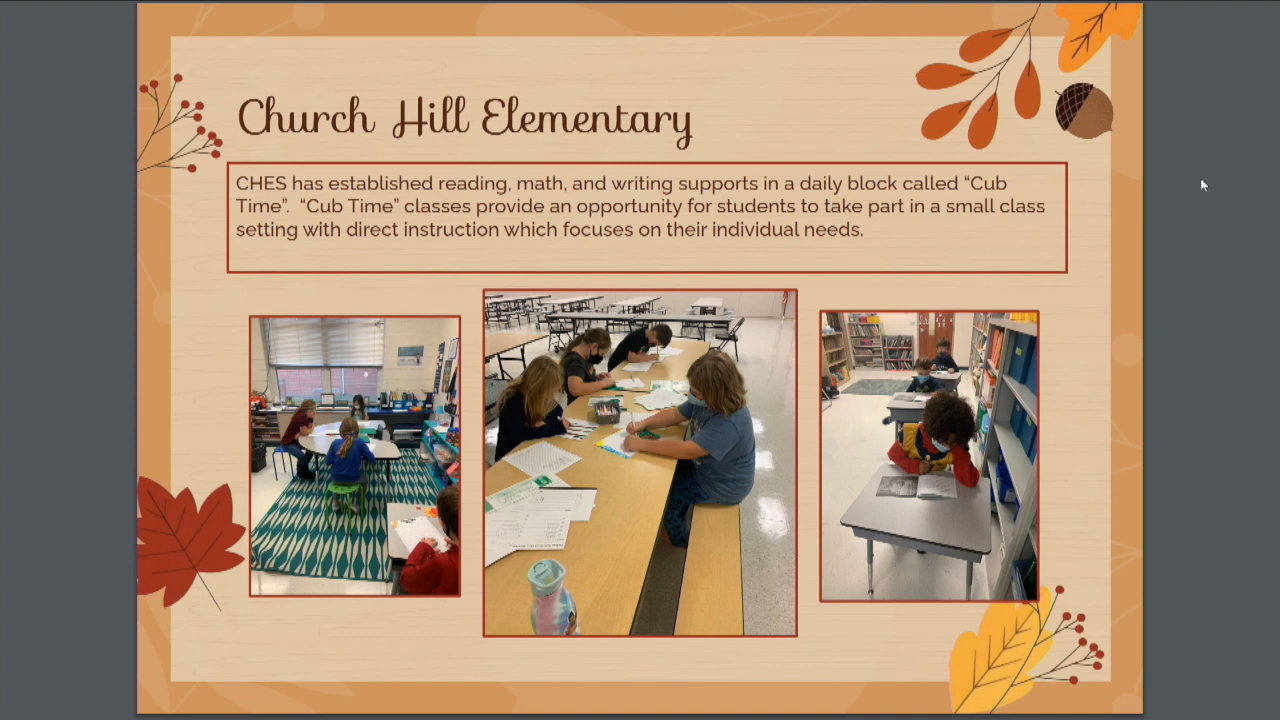 Church Hill Elementary
CHES has established reading, math, and writing supports in a daily block called “Cub
Time”.  “Cub Time” classes provide an opportunity for students to take part in a small class
setting with direct instruction which focuses on their individual needs.